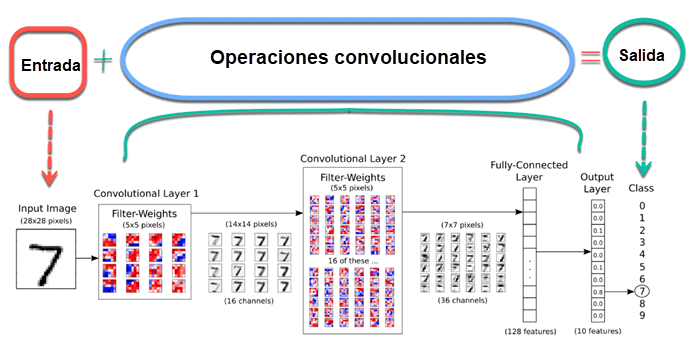 Entrada
+
Operaciones convolucionales
=
Salida
Input Image
(28x28 pixels)
7
Convolutional Layer 1
Filter-Weights
(5x5 pixels)
(14x14 pixels)
(16 channels)
Convolutional Layer 2
Filter-Weights
(5x5 pixels)
16 of these ...
(7x7 pixels)
(36 channels)
Fully-Connected
Layer
(128 features)
Output
Layer
0.0
0.0
0.1
0.0
0.0
0.1
0.0
0.8
0.0
0.0
(10 features)
Class
0
1
2
3
4
5
6
7
8
9